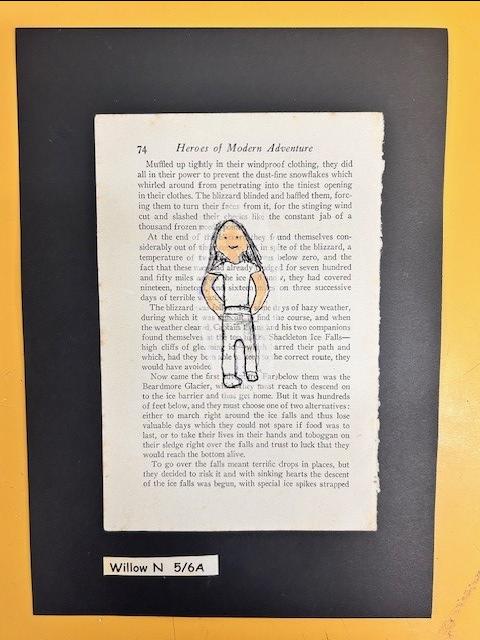 74 Heroes of Modern Adventure
Muffled up tightly in their windproof clothing, they did
all in their power to prevent the dust-fine snowflakes which
whirled around from penetrating into the tiniest opening
in their clothes. The blizzard blinded and baffled them, forc-
ing them to turn their faces from it, for the stinging wind
cut and slashed their cheeks like the constant jab of a
thousand frozen
At the end of they found themselves con-
siderably out of in spite of the blizzard, a
temperature of below zero, and the
fact that these already for seven hundred
and fifty miles they had covered
nineteen, sixteen on three successive
days of terrible
The blizzard days of hazy weather,
during which it was find the course, and when
the weather and his two companions
found themselves Shackleton Ice Falls—
high cliffs of barred their path and
which, had they the correct route, they
would have avoided
Now came the first Far below them was the
Beardmore Glacier, which they must reach to descend on
to the ice barrier and thus get home. But it was hundreds
of feet below, and they must choose one of two alternatives:
either to march right around the ice falls and thus lose
valuable days which they could not spare if food was to
last, or to take their lives in their hands and toboggan on
their sledge right over the falls and trust to luck that they
would reach the bottom alive.
To go over the falls meant terrific drops in places, but
they decided to risk it and with sinking hearts the descent
of the ice falls was begun, with special ice spikes strapped
Willow N 5/6A